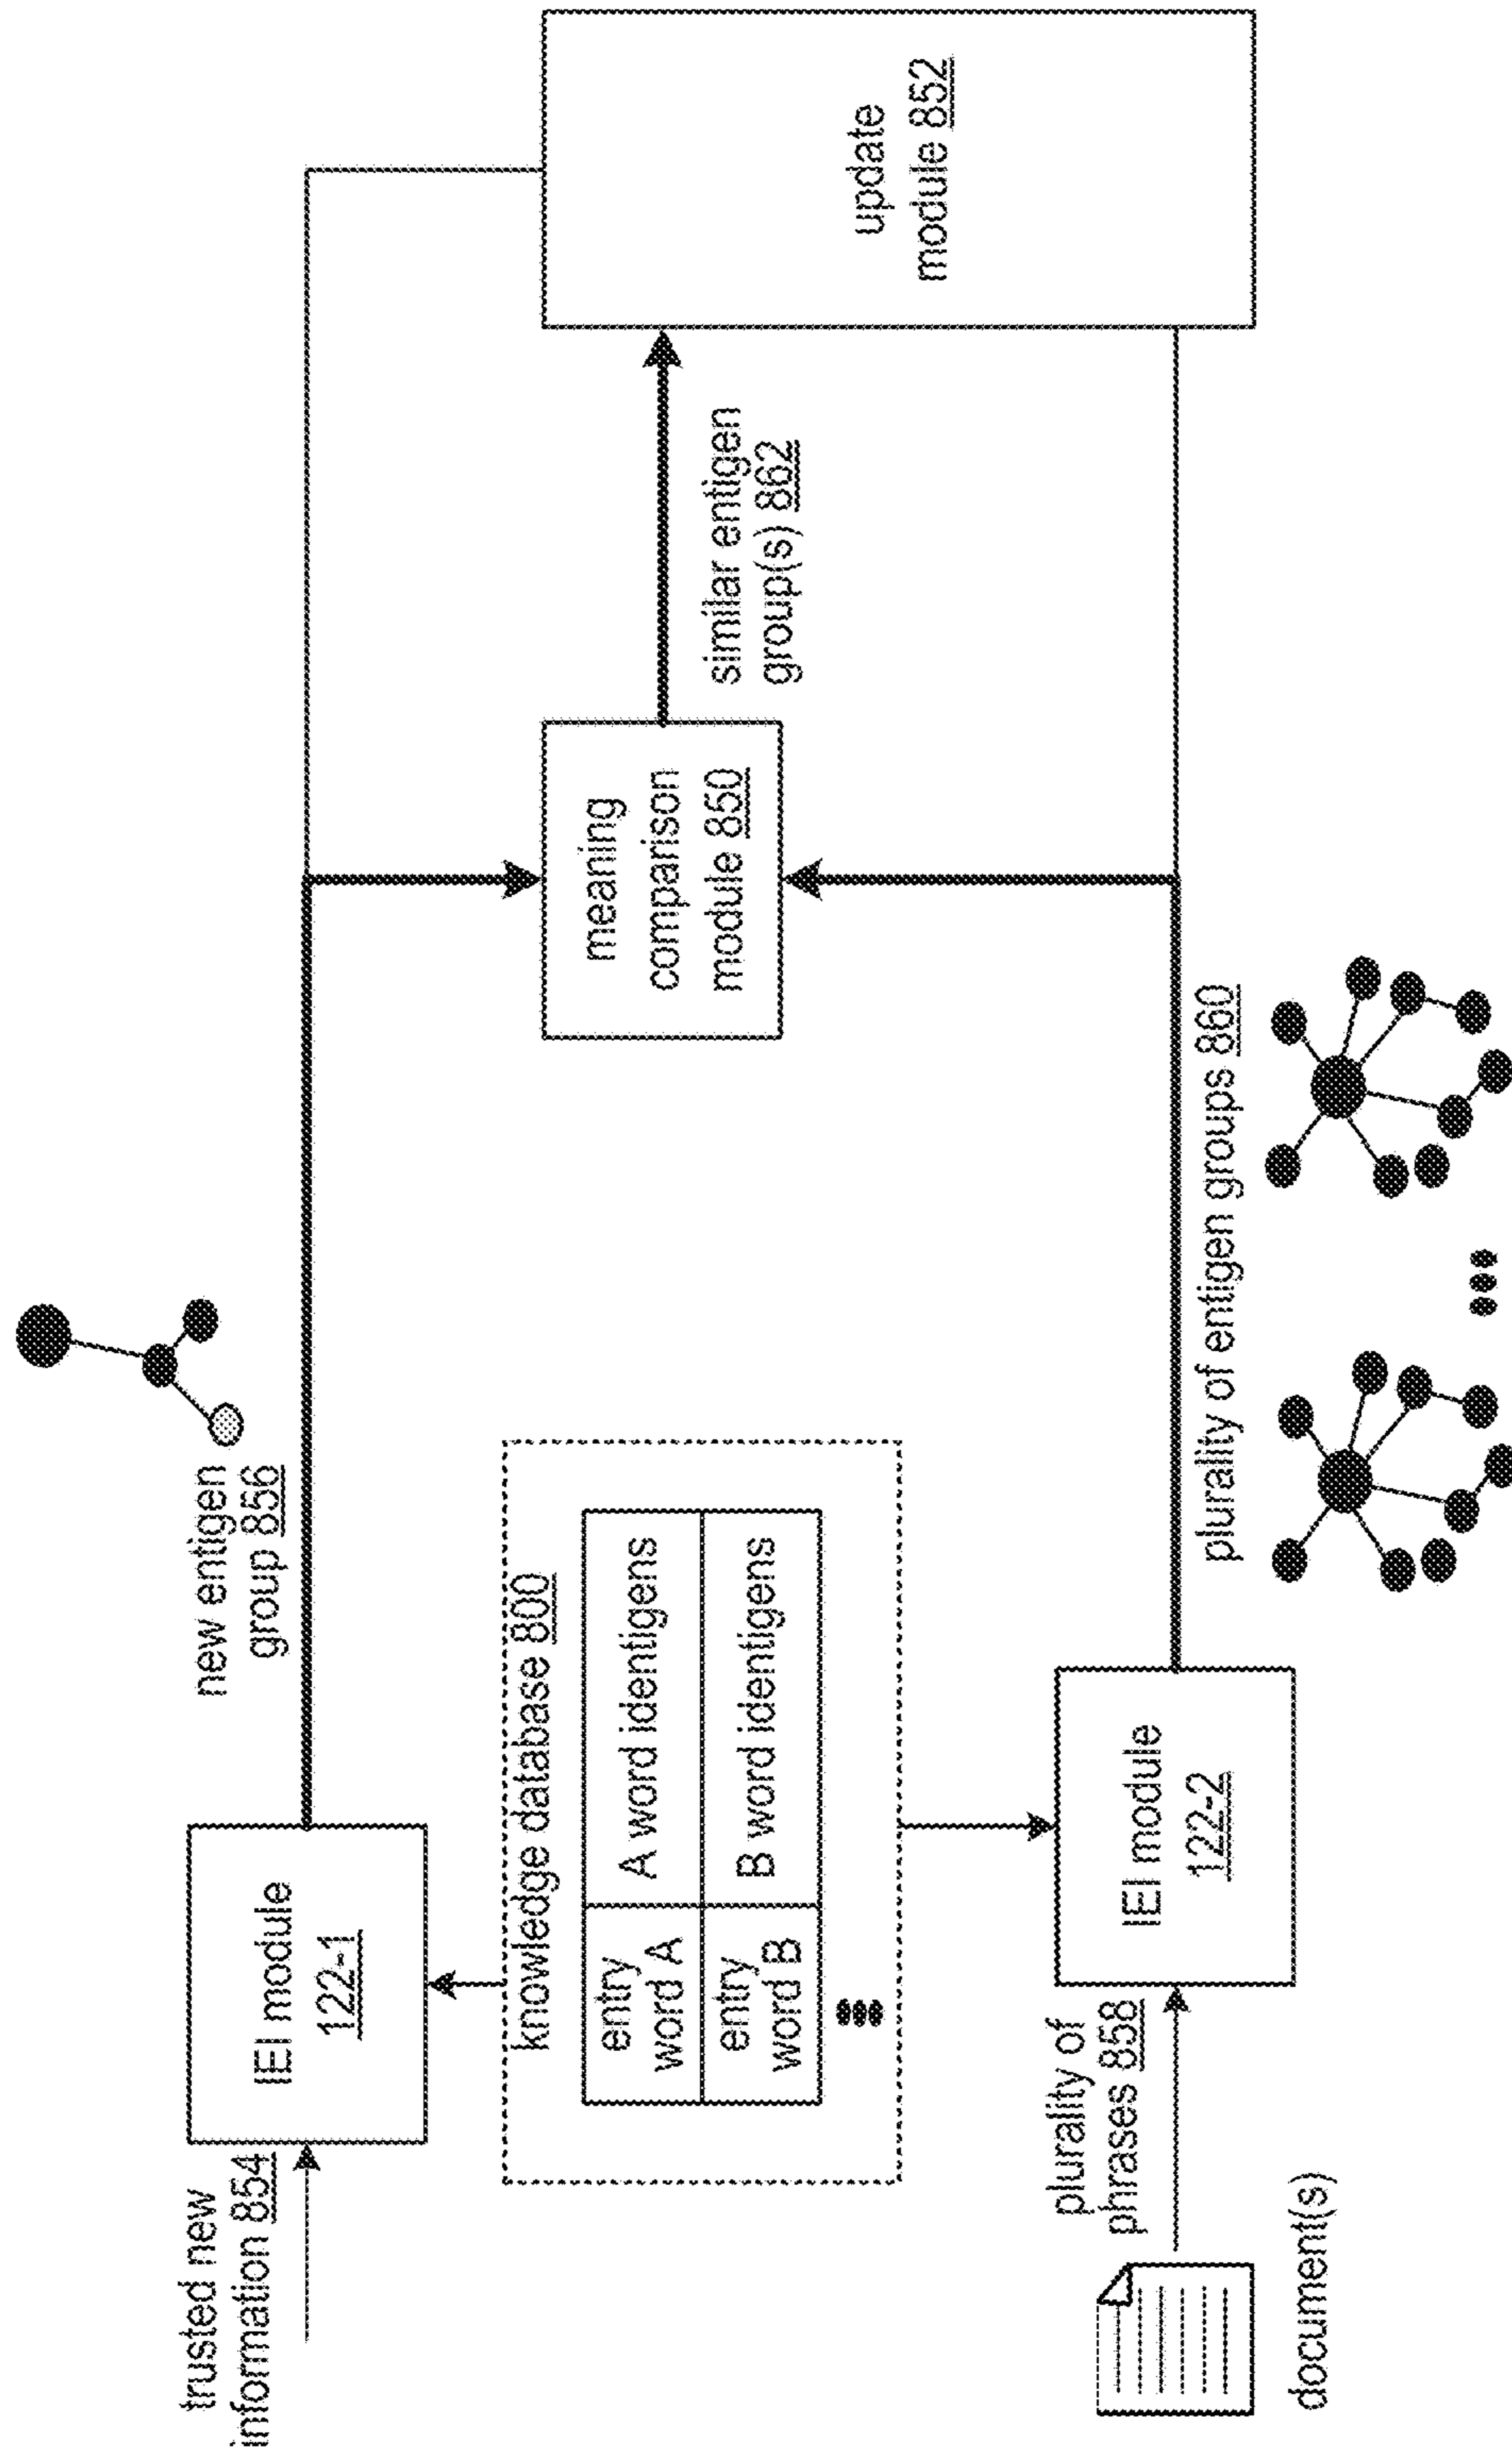 trusted new
information 854
IEI module
122-1
new entigen
group 856
knowledge database 800
entry
word A
A word identigens
entry
word B
B word identigens
meaning
comparison
module 850
similar entigen
group(s) 862
update
module 852
plurality of
phrases 858
document(s)
IEI module
122-2
plurality of entigen groups 860